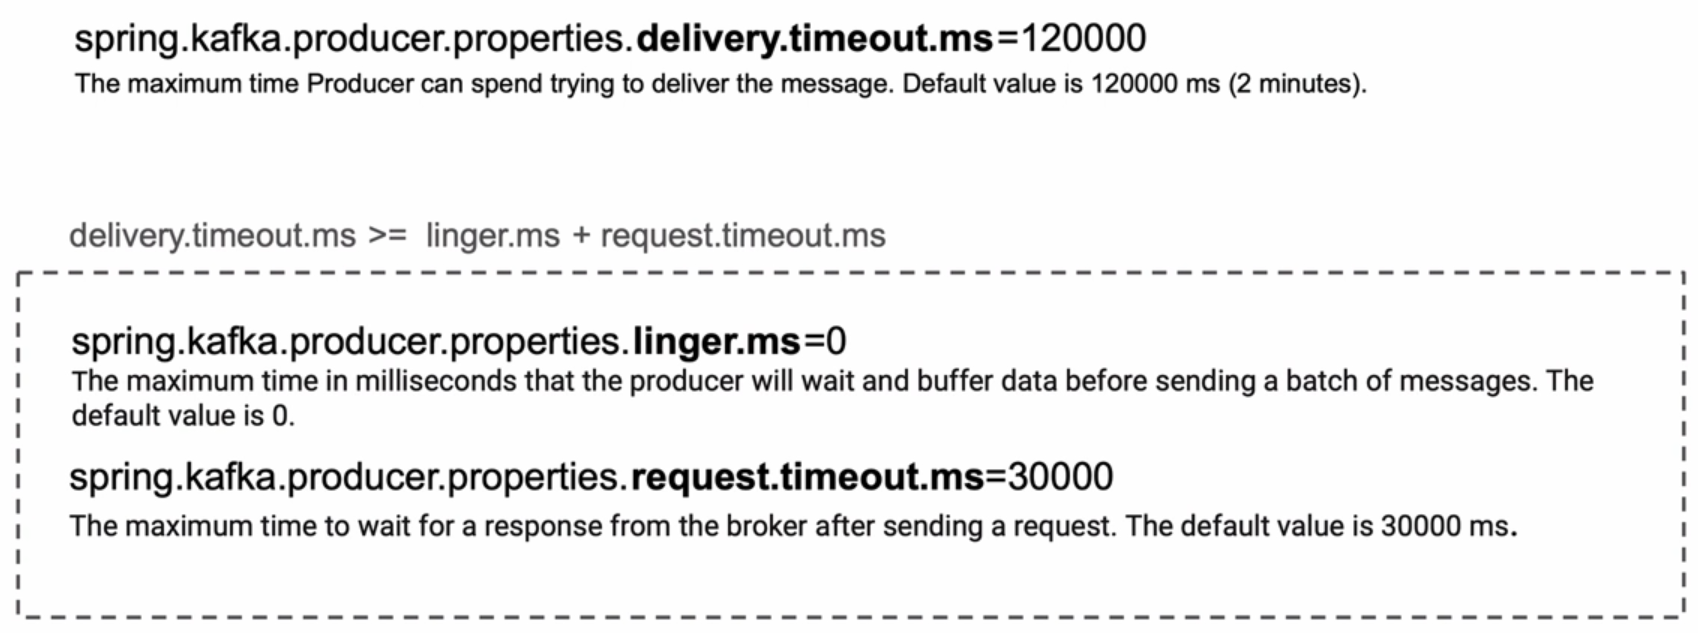 spring.kafka.producer.properties.delivery.timeout.ms=120000
The maximum time Producer can spend trying to deliver the message. Default value is 120000 ms (2 minutes).
delivery.timeout.ms >= linger.ms + request.timeout.ms
spring.kafka.producer.properties.linger.ms=0
The maximum time in milliseconds that the producer will wait and buffer data before sending a batch of messages. The
default value is 0.
spring.kafka.producer.properties.request.timeout.ms=30000
The maximum time to wait for a response from the broker after sending a request. The default value is 30000 ms.